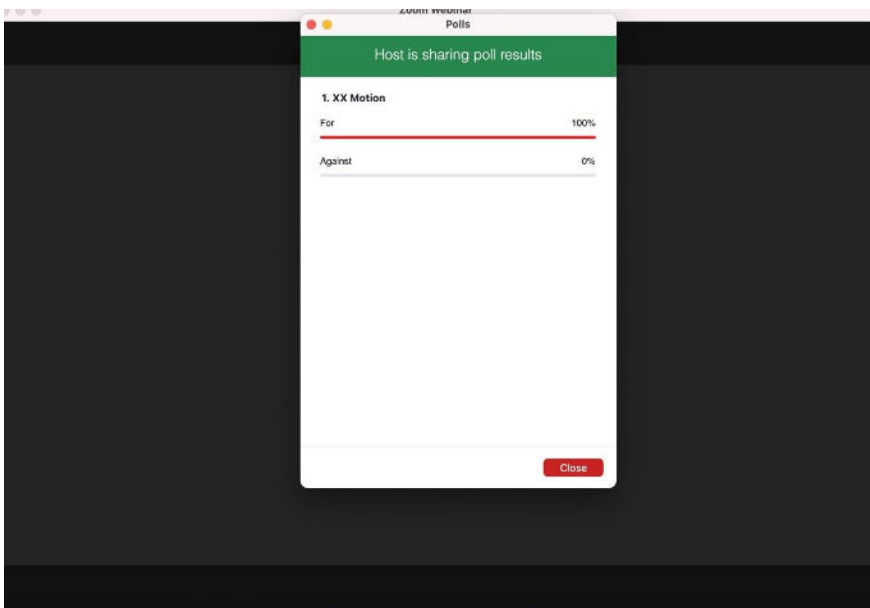 Zoom Webinar
Polls
Host is sharing poll results
1. XX Motion
For 100%
Against 0%
Close